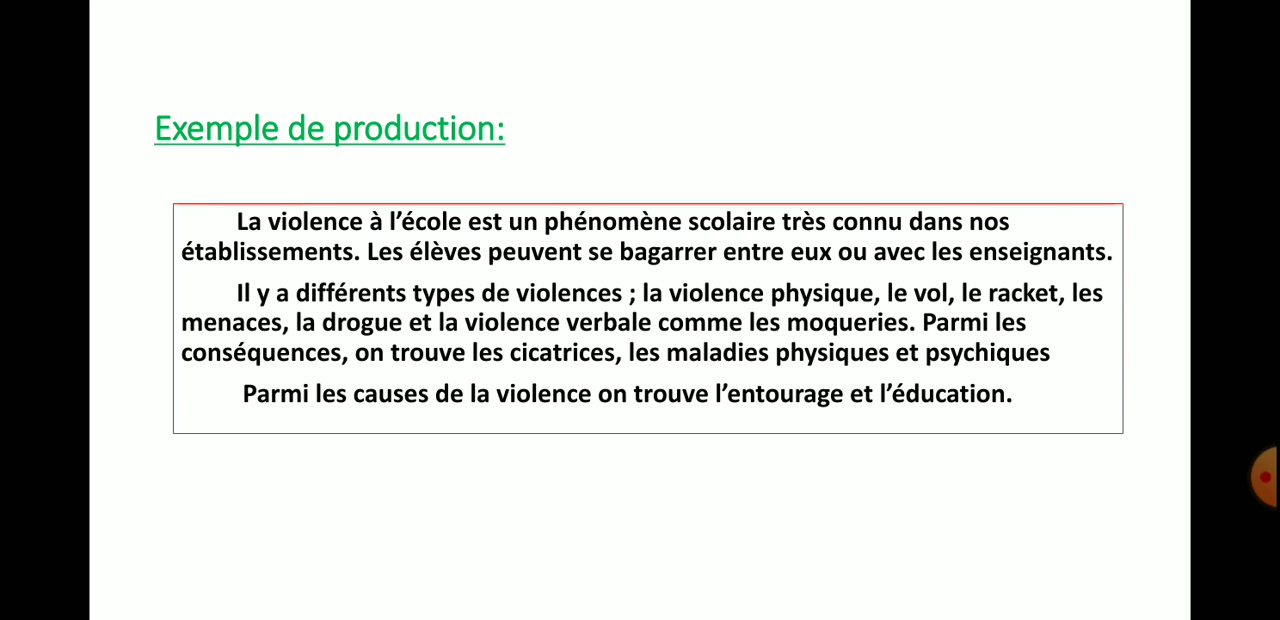 Exemple de production:
La violence à l’école est un phénomène scolaire très connu dans nos
établissements. Les élèves peuvent se bagarrer entre eux ou avec les enseignants.
Il y a différents types de violences ; la violence physique, le vol, le racket, les
menaces, la drogue et la violence verbale comme les moqueries. Parmi les
conséquences, on trouve les cicatrices, les maladies physiques et psychiques
Parmi les causes de la violence on trouve l’entourage et l’éducation.